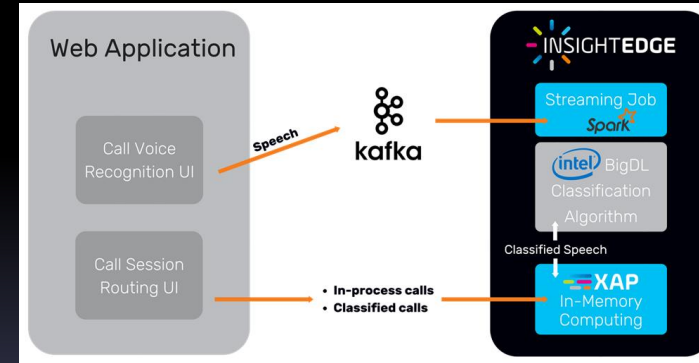 Web Application
Call Voice
Recognition UI
Call Session
Routing UI
Speech
kafka
• In-process calls
• Classified calls
INSIGHTEDGE
Streaming Job
Spark
intel BigDL
Classification
Algorithm
Classified Speech
XAP
In-Memory
Computing